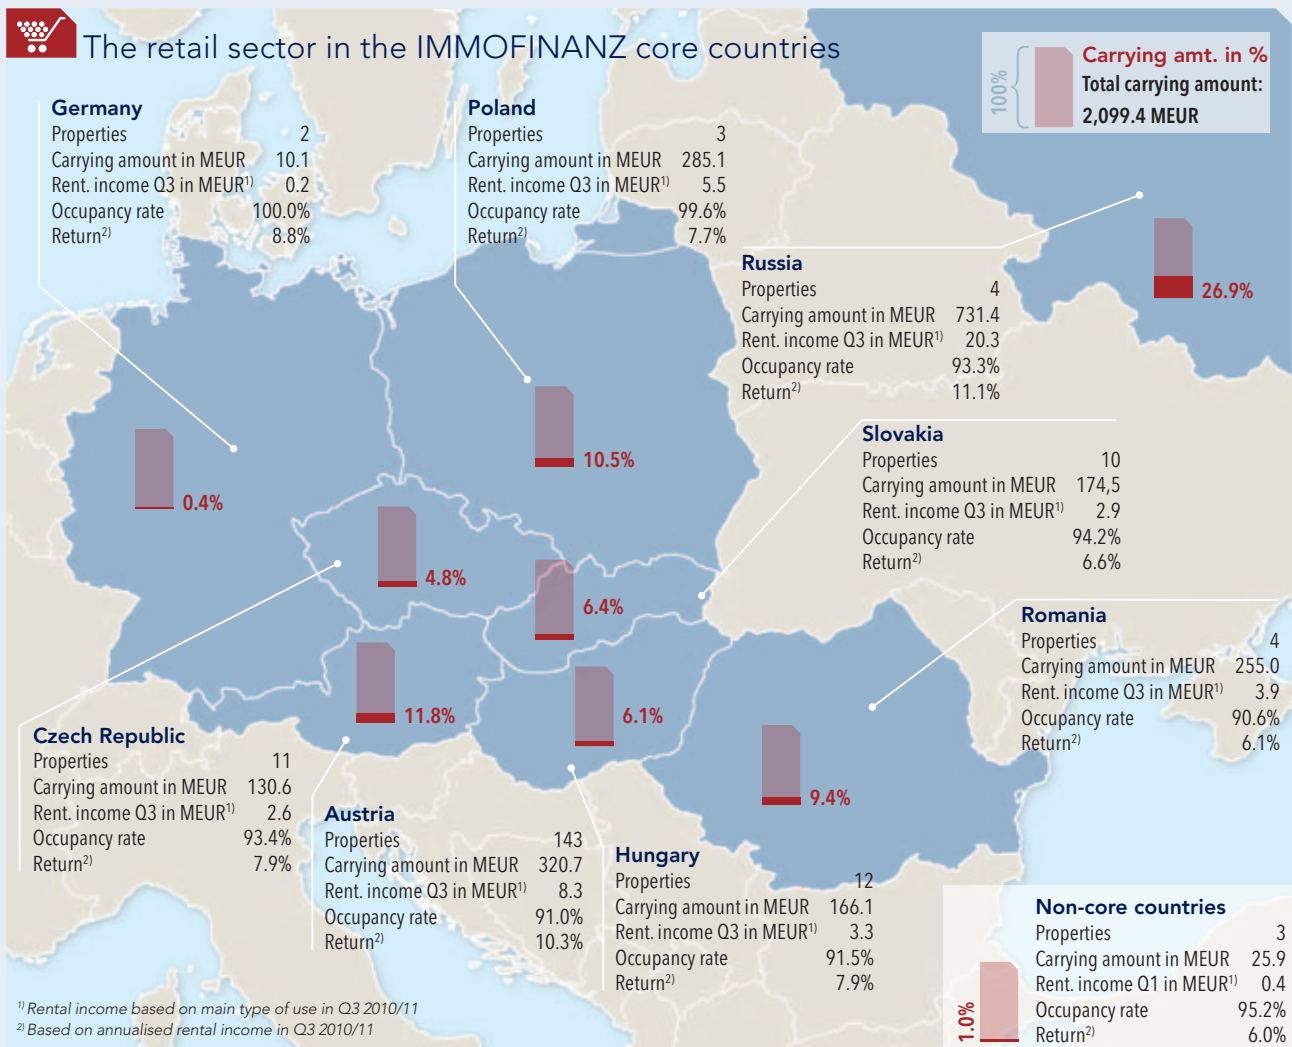 The retail sector in the IMMOFINANZ core countries
100%
Carrying amt. in %
Total carrying amount:
2,099.4 MEUR
Germany
Properties 2
Carrying amount in MEUR 10.1
Rent. income Q3 in MEUR1) 0.2
Occupancy rate 100.0%
Return2) 8.8%
Poland
Properties 3
Carrying amount in MEUR 285.1
Rent. income Q3 in MEUR1) 5.5
Occupancy rate 99.6%
Return2) 7.7%
Russia
Properties 4
Carrying amount in MEUR 731.4
Rent. income Q3 in MEUR1) 20.3
Occupancy rate 93.3%
Return2) 11.1%
26.9%
10.5%
0.4%
Slovakia
Properties 10
Carrying amount in MEUR 174,5
Rent. income Q3 in MEUR1) 2.9
Occupancy rate 94.2%
Return2) 6.6%
4.8%
6.4%
Romania
Properties 4
Carrying amount in MEUR 255.0
Rent. income Q3 in MEUR1) 3.9
Occupancy rate 90.6%
Return2) 6.1%
11.8%
6.1%
9.4%
Czech Republic
Properties 11
Carrying amount in MEUR 130.6
Rent. income Q3 in MEUR1) 2.6
Occupancy rate 93.4%
Return2) 7.9%
Austria
Properties 143
Carrying amount in MEUR 320.7
Rent. income Q3 in MEUR1) 8.3
Occupancy rate 91.0%
Return2) 10.3%
Hungary
Properties 12
Carrying amount in MEUR 166.1
Rent. income Q3 in MEUR1) 3.3
Occupancy rate 91.5%
Return2) 7.9%
Non-core countries
Properties 3
Carrying amount in MEUR 25.9
Rent. income Q1 in MEUR1) 0.4
Occupancy rate 95.2%
Return2) 6.0%
1.0%
1) Rental income based on main type of use in Q3 2010/11
2) Based on annualised rental income in Q3 2010/11